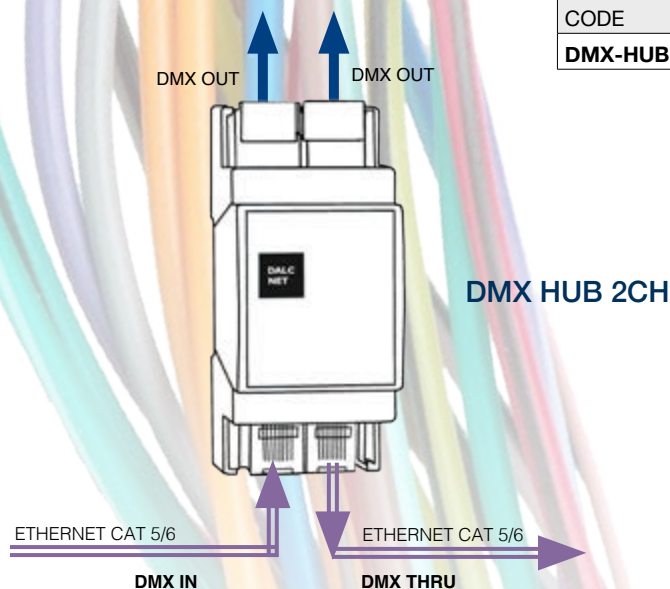 CODE
DMX-HUB
DMX OUT
DMX OUT
DALC
NET
DMX HUB 2CH
ETHERNET CAT 5/6
ETHERNET CAT 5/6
DMX IN
DMX THRU